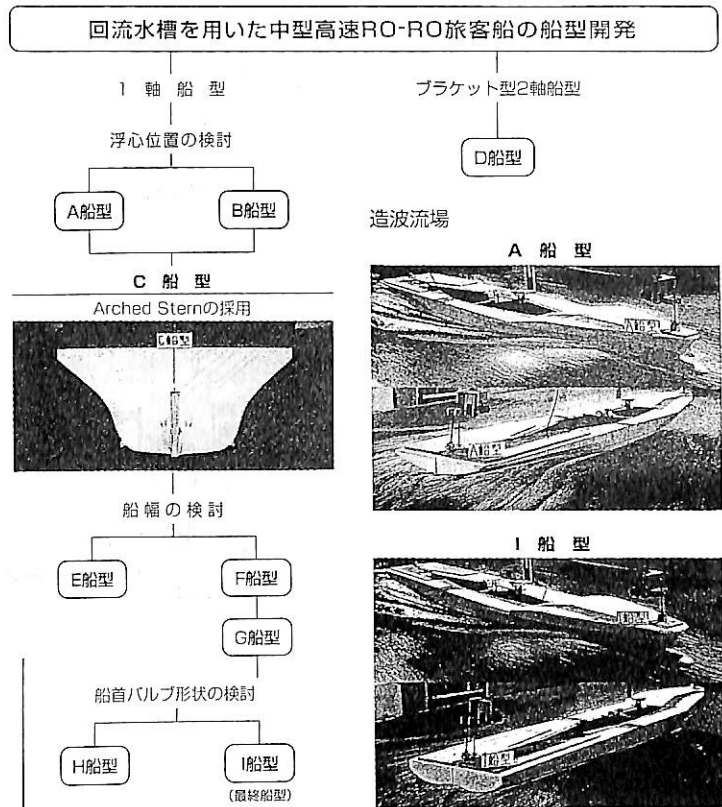 回流水槽を用いた中型高速RO-RO旅客船の船型開発
1 軸 船 型
浮心位置の検討
A船型
B船型
C 船 型
Arched Sternの採用
C船型
船 幅 の 検 討
E船型
F船型
G船型
船首バルブ形状の検討
H船型
I船型
(最終船型)
ブラケット型2軸船型
D船型
造波流場
A 船 型
A船型
A船型
I 船 型
I船型
I船型